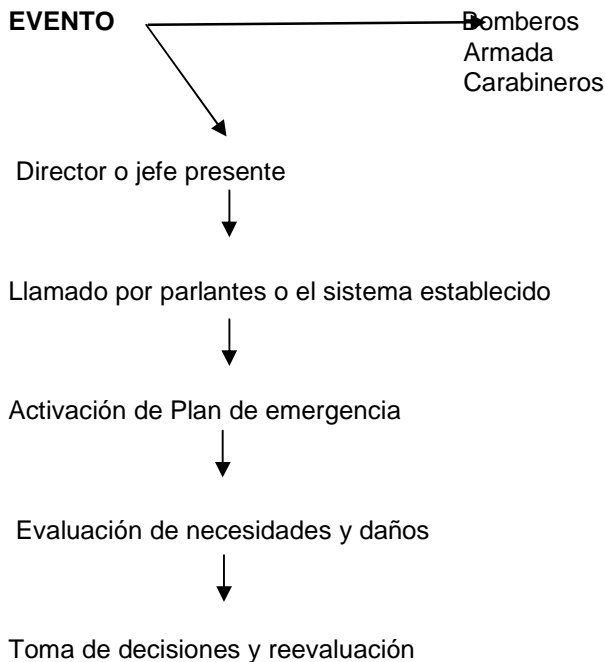 EVENTO Bomberos
Armada
Carabineros
Director o jefe presente
Llamado por parlantes o el sistema establecido
Activación de Plan de emergencia
Evaluación de necesidades y daños
Toma de decisiones y reevaluación